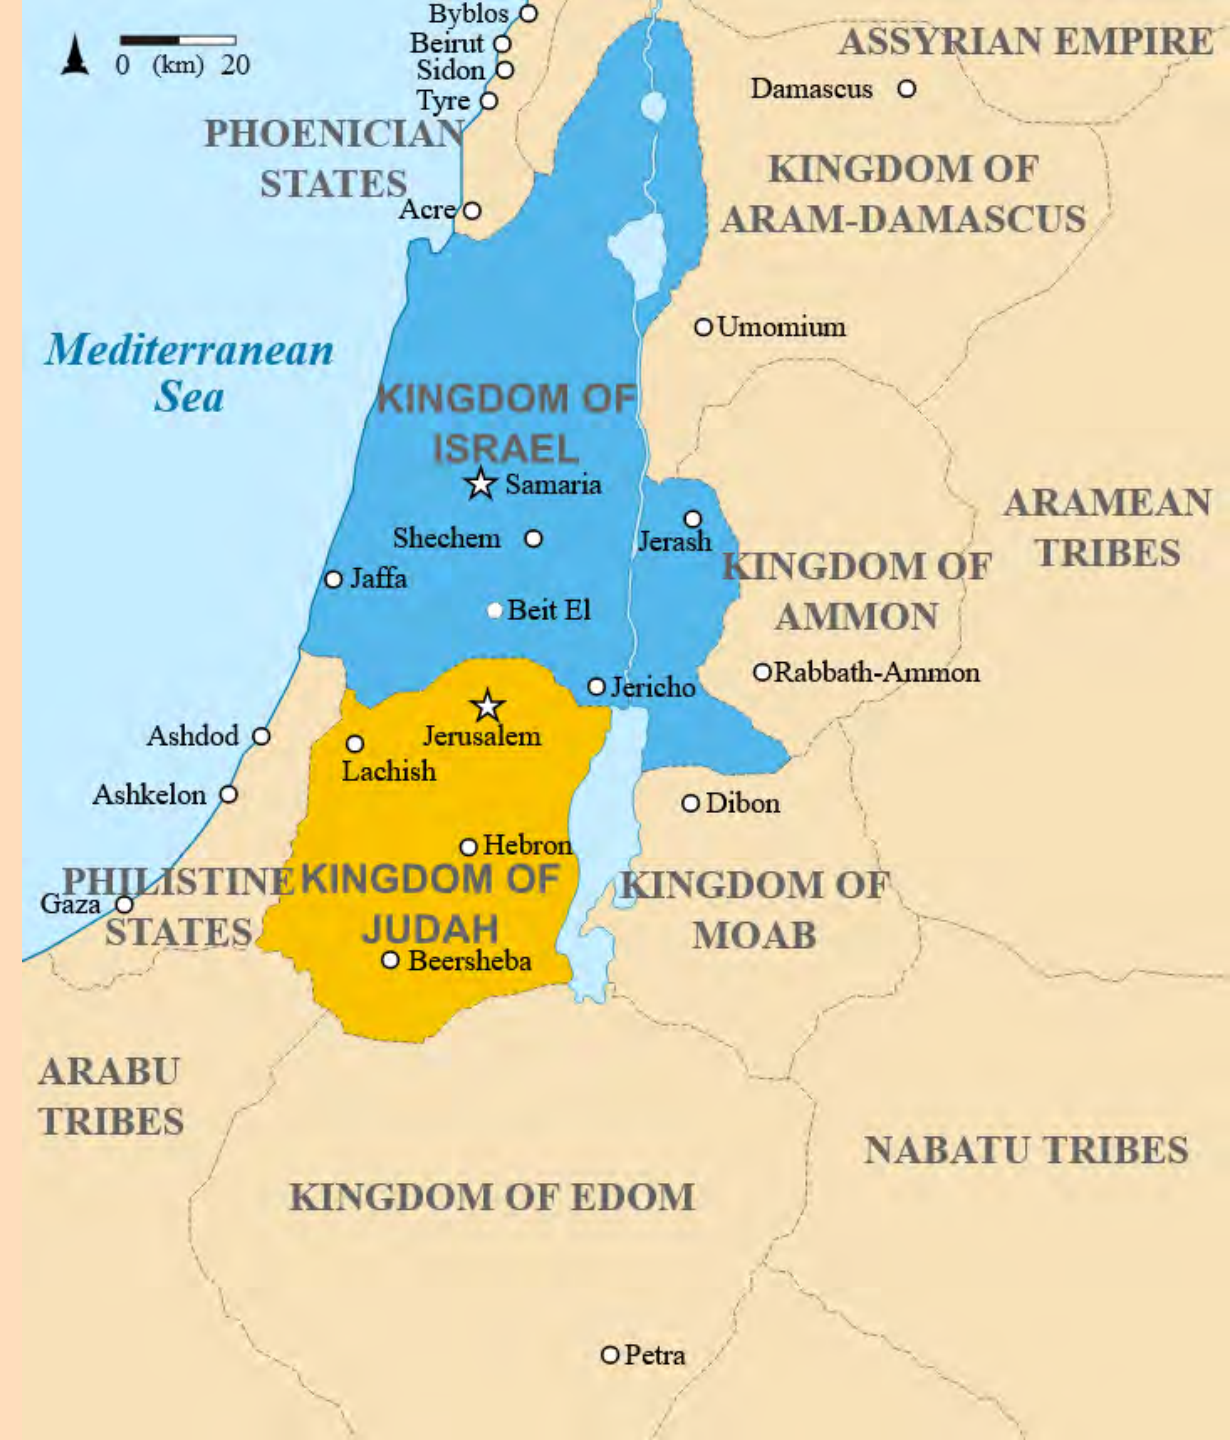 Byblos
Beirut
Sidon
Tyre
0 (km) 20
ASSYRIAN EMPIRE
Damascus
PHOENICIAN
STATES
KINGDOM OF
ARAM-DAMASCUS
Acre
Umomium
Mediterranean
Sea
KINGDOM OF
ISRAEL
Samaria
ARAMEAN
TRIBES
Shechem
Jerash
KINGDOM OF
AMMON
Jaffa
Beit El
Rabbath-Ammon
Jericho
Ashdod
Jerusalem
Lachish
Ashkelon
Dibon
Hebron
PHILISTINE
STATES
KINGDOM OF
JUDAH
KINGDOM OF
MOAB
Gaza
Beersheba
ARABU
TRIBES
NABATU TRIBES
KINGDOM OF EDOM
Petra